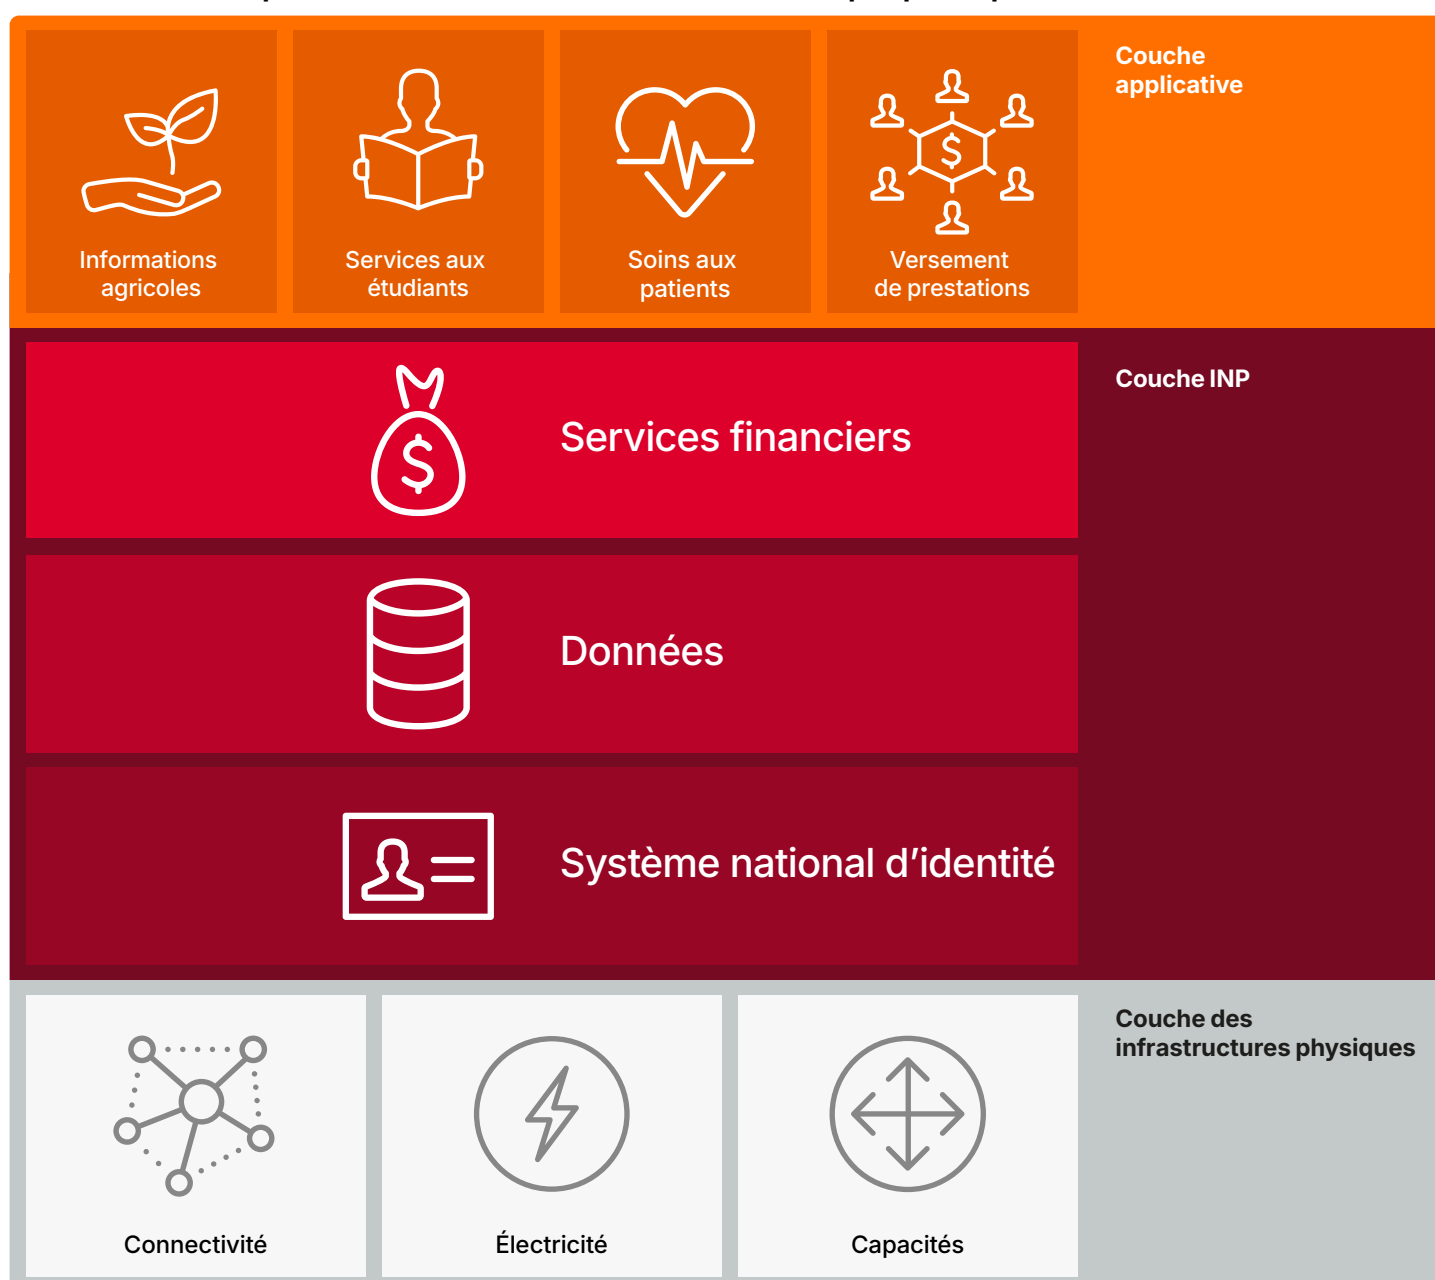 Couche
applicative
Informations
agricoles
Services aux
étudiants
Soins aux
patients
Versement
de prestations
$
Couche INP
Services financiers
$
Données
Système national d’identité
Couche des
infrastructures physiques
Connectivité
Électricité
Capacités